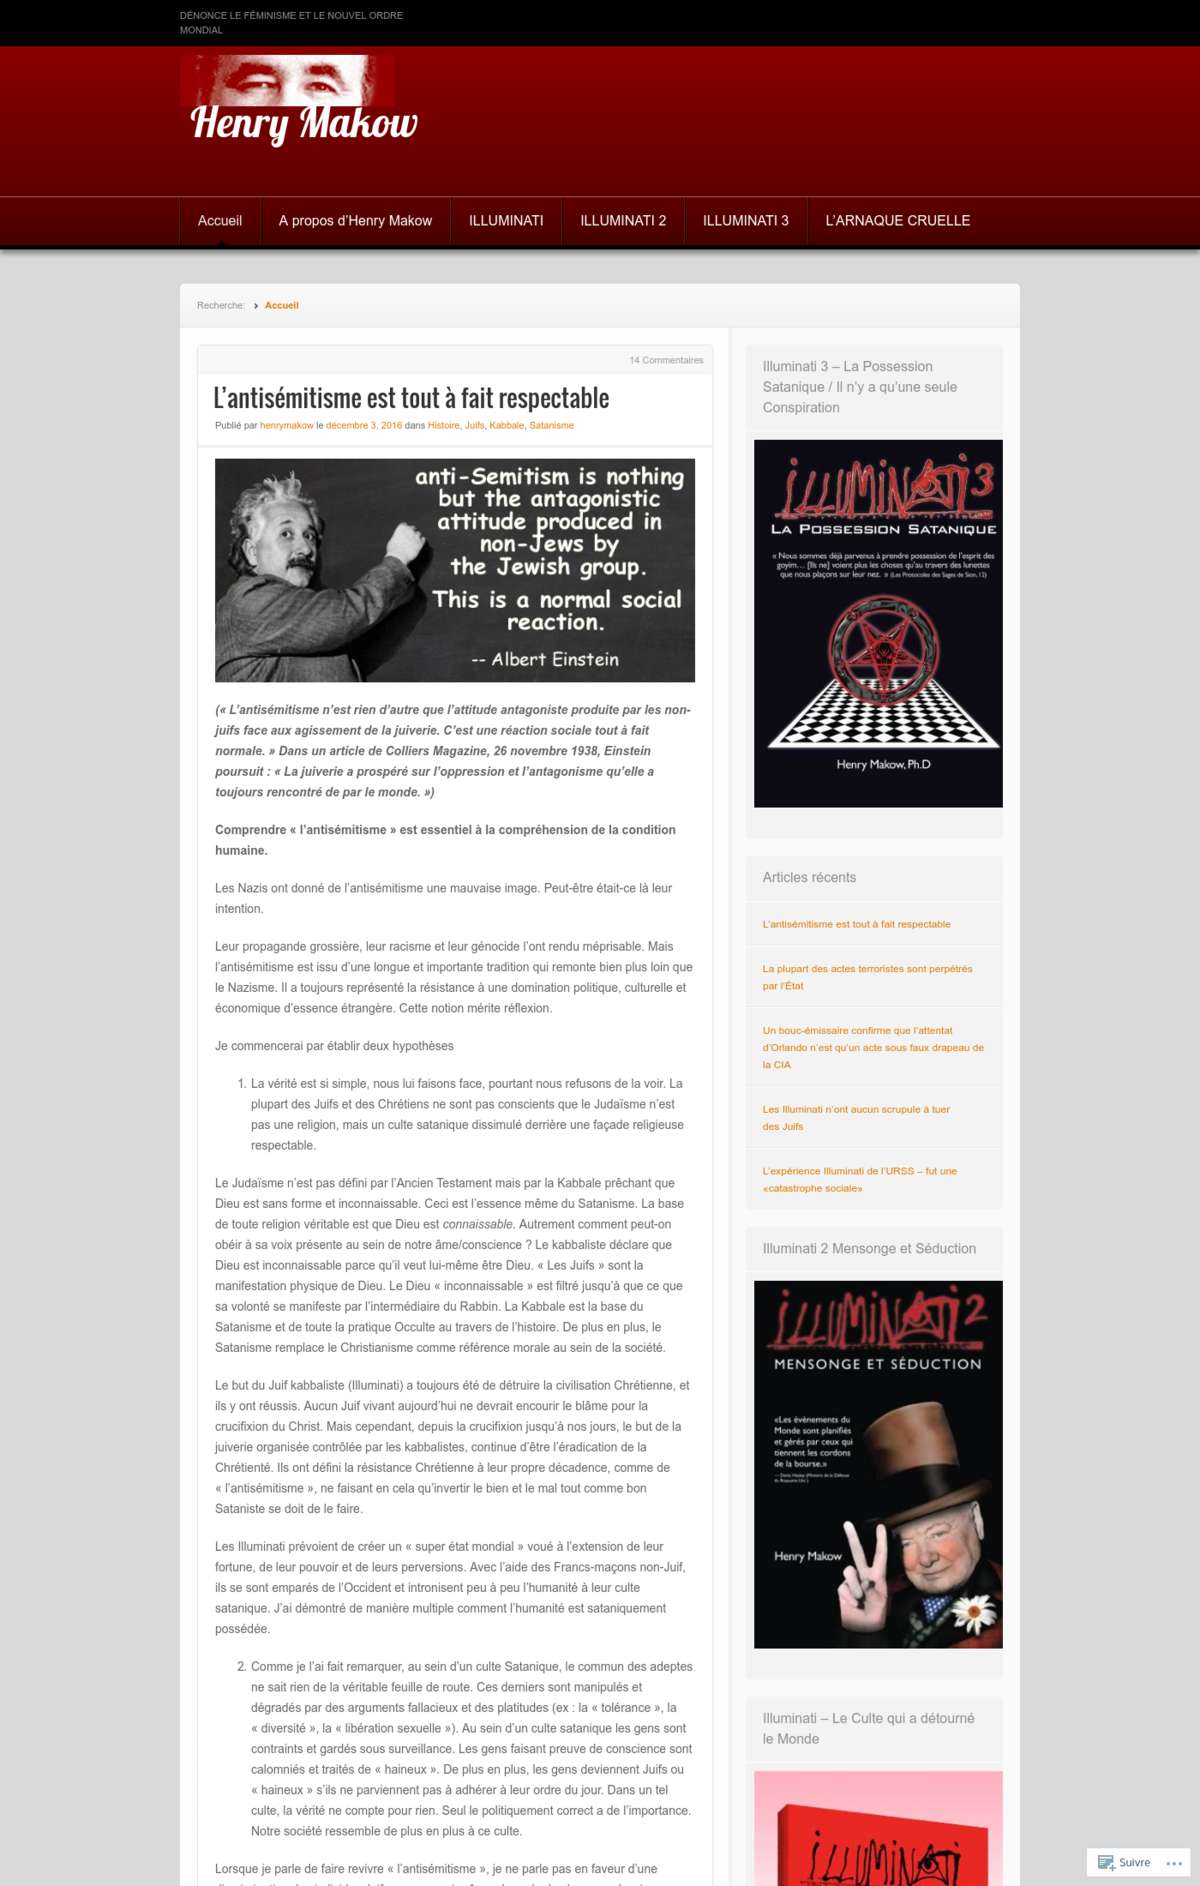 DÉNONCE LE FÉMINISME ET LE NOUVEL ORDRE
MONDIAL
Henry Makow
Accueil
A propos d'Henry Makow
ILLUMINATI
ILLUMINATI 2
ILLUMINATI 3
L'ARNAQUE CRUELLE
Recherche: › Accueil
14 Commentaires
L'antisémitisme est tout à fait respectable
Publié par henrymakow le décembre 3, 2016 dans Histoire, Juifs, Kabbale, Satanisme
anti-Semitism is nothing
but the antagonistic
attitude produced in
non-Jews by
the Jewish group.
This is a normal social
reaction.
-- Albert Einstein
(« L'antisémitisme n'est rien d'autre que l'attitude antagoniste produite par les non-
juifs face aux agissement de la juiverie. C'est une réaction sociale tout à fait
normale. » Dans un article de Colliers Magazine, 26 novembre 1938, Einstein
poursuit : « La juiverie a prospéré sur l'oppression et l'antagonisme qu'elle a
toujours rencontré de par le monde. »)
Comprendre « l'antisémitisme » est essentiel à la compréhension de la condition
humaine.
Les Nazis ont donné de l'antisémitisme une mauvaise image. Peut-être était-ce là leur
intention.
Leur propagande grossière, leur racisme et leur génocide l'ont rendu méprisable. Mais
l'antisémitisme est issu d'une longue et importante tradition qui remonte bien plus loin que
le Nazisme. Il a toujours représenté la résistance à une domination politique, culturelle et
économique d'essence étrangère. Cette notion mérite réflexion.
Je commencerai par établir deux hypothèses
1. La vérité est si simple, nous lui faisons face, pourtant nous refusons de la voir. La
plupart des Juifs et des Chrétiens ne sont pas conscients que le Judaïsme n'est
pas une religion, mais un culte satanique dissimulé derrière une façade religieuse
respectable.
Le Judaïsme n'est pas défini par l'Ancien Testament mais par la Kabbale prêchant que
Dieu est sans forme et inconnaissable. Ceci est l'essence même du Satanisme. La base
de toute religion véritable est que Dieu est connaissable. Autrement comment peut-on
obéir à sa voix présente au sein de notre âme/conscience ? Le kabbaliste déclare que
Dieu est inconnaissable parce qu'il veut lui-même être Dieu. « Les Juifs » sont la
manifestation physique de Dieu. Le Dieu « inconnaissable » est filtré jusqu'à que ce que
sa volonté se manifeste par l'intermédiaire du Rabbin. La Kabbale est la base du
Satanisme et de toute la pratique Occulte au travers de l'histoire. De plus en plus, le
Satanisme remplace le Christianisme comme référence morale au sein de la société.
Le but du Juif kabbaliste (Illuminati) a toujours été de détruire la civilisation Chrétienne, et
ils y ont réussis. Aucun Juif vivant aujourd'hui ne devrait encourir le blâme pour la
crucifixion du Christ. Mais cependant, depuis la crucifixion jusqu'à nos jours, le but de la
juiverie organisée contrôlée par les kabbalistes, continue d'être l'éradication de la
Chrétienté. Ils ont défini la résistance Chrétienne à leur propre décadence, comme de
« l'antisémitisme », ne faisant en cela qu'invertir le bien et le mal tout comme bon
Sataniste se doit de le faire.
Les Illuminati prévoient de créer un « super état mondial » voué à l'extension de leur
fortune, de leur pouvoir et de leurs perversions. Avec l'aide des Francs-maçons non-Juif,
ils se sont emparés de l'Occident et intronisent peu à peu l'humanité à leur culte
satanique. J'ai démontré de manière multiple comment l'humanité est sataniquement
possédée.
2. Comme je l'ai fait remarquer, au sein d'un culte Satanique, le commun des adeptes
ne sait rien de la véritable feuille de route. Ces derniers sont manipulés et
dégradés par des arguments fallacieux et des platitudes (ex : la « tolérance », la
« diversité », la « libération sexuelle »). Au sein d'un culte satanique les gens sont
contraints et gardés sous surveillance. Les gens faisant preuve de conscience sont
calomniés et traités de « haineux ». De plus en plus, les gens deviennent Juifs ou
« haineux » s'ils ne parviennent pas à adhérer à leur ordre du jour. Dans un tel
culte, la vérité ne compte pour rien. Seul le politiquement correct a de l'importance.
Notre société ressemble de plus en plus à ce culte.
Lorsque je parle de faire revivre « l'antisémitisme », je ne parle pas en faveur d'une
Illuminati 3 – La Possession
Satanique / Il n'y a qu'une seule
Conspiration
ILLUMINATI 3
LA POSSESSION SATANIQUE
« Nous sommes déjà parvenus à prendre possession de l'esprit des
goyim… [Ils ne] voient plus les choses qu'au travers des lunettes
que nous plaçons sur leur nez. » (Les Protocoles des Sages de Sion, 12)
Henry Makow, Ph.D
Articles récents
L'antisémitisme est tout à fait respectable
La plupart des actes terroristes sont perpétrés
par l'État
Un bouc-émissaire confirme que l'attentat
d'Orlando n'est qu'un acte sous faux drapeau de
la CIA
Les Illuminati n'ont aucun scrupule à tuer
des Juifs
L'expérience Illuminati de l'URSS – fut une
«catastrophe sociale»
Illuminati 2 Mensonge et Séduction
ILLUMINATI 2
MENSONGE ET SÉDUCTION
«Les évènements du
Monde sont planifiés
et gérés par ceux qui
tiennent les cordons
de la bourse.»
Henry Makow
Illuminati – Le Culte qui a détourné
le Monde
ILLUMINATI
Suivre